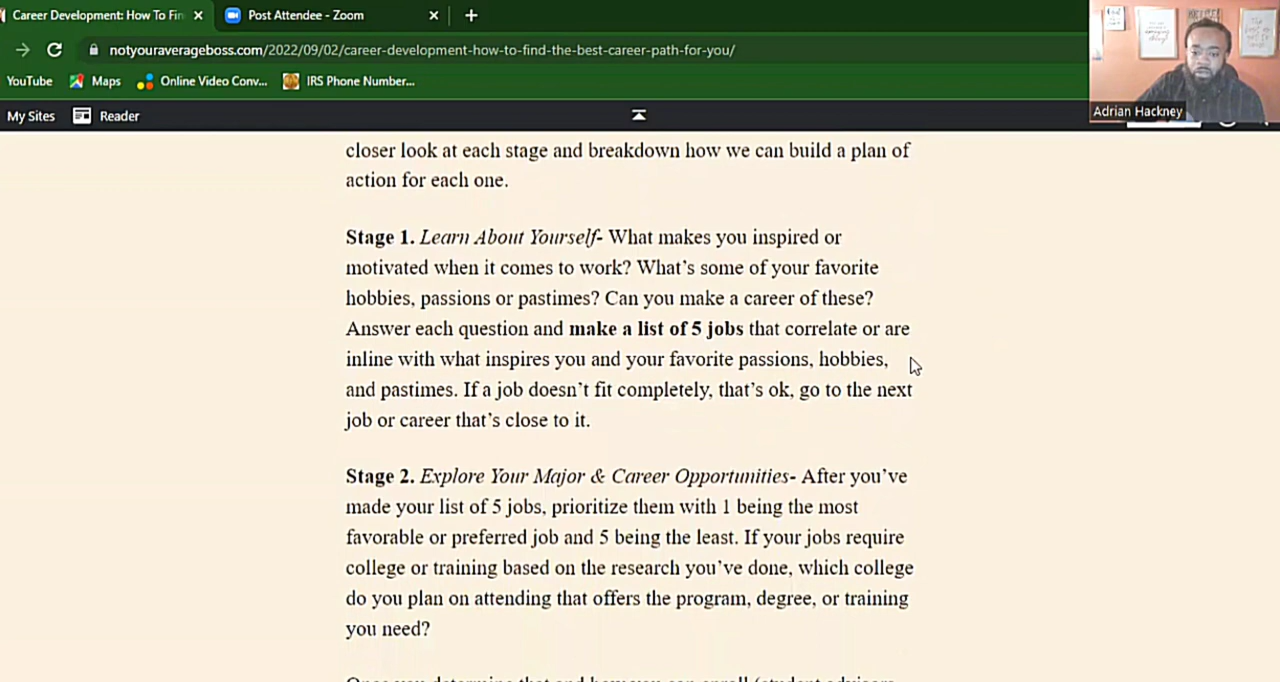 Career Development: How To Fin
Post Attendee - Zoom
notyouraverageboss.com/2022/09/02/career-development-how-to-find-the-best-career-path-for-you/
YouTube
Maps
Online Video Conv...
IRS Phone Number...
Adrian Hackney
My Sites
Reader
closer look at each stage and breakdown how we can build a plan of
action for each one.
Stage 1. Learn About Yourself- What makes you inspired or
motivated when it comes to work? What's some of your favorite
hobbies, passions or pastimes? Can you make a career of these?
Answer each question and make a list of 5 jobs that correlate or are
inline with what inspires you and your favorite passions, hobbies,
and pastimes. If a job doesn't fit completely, that's ok, go to the next
job or career that's close to it.
Stage 2. Explore Your Major & Career Opportunities- After you've
made your list of 5 jobs, prioritize them with 1 being the most
favorable or preferred job and 5 being the least. If your jobs require
college or training based on the research you've done, which college
do you plan on attending that offers the program, degree, or training
you need?